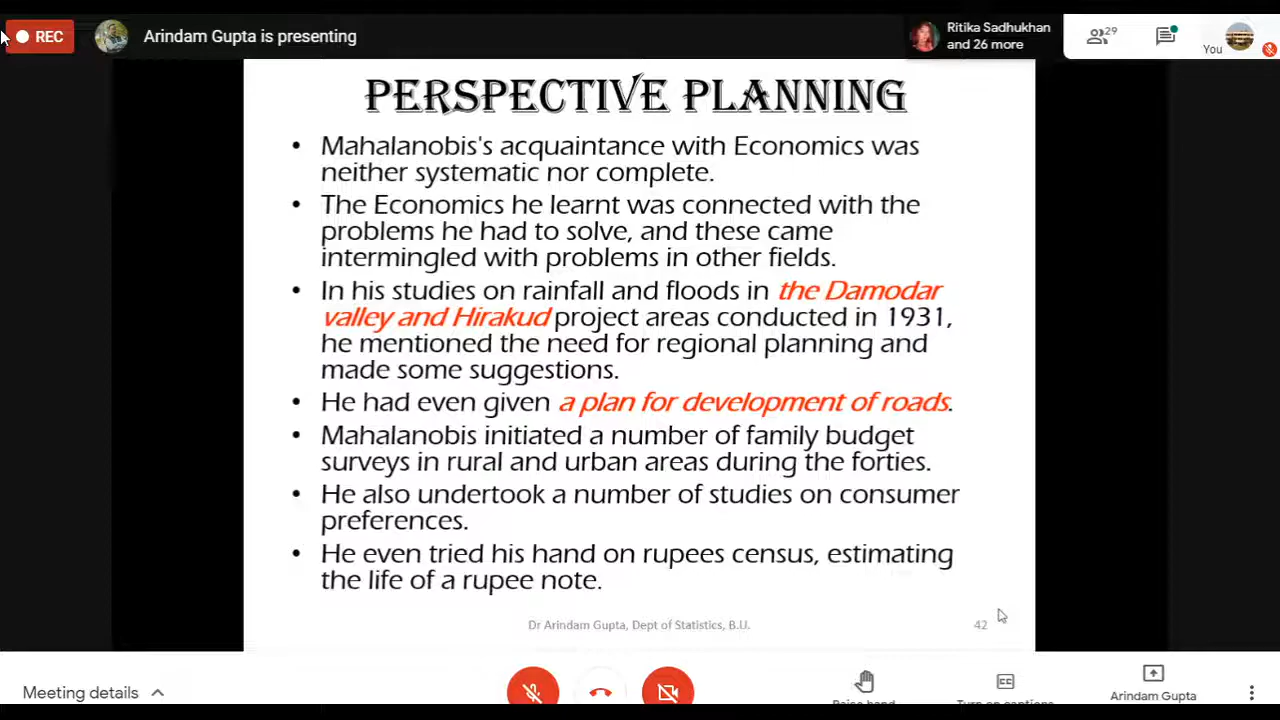 REC
Arindam Gupta is presenting
Ritika Sadhukhan
and 26 more
29
You
PERSPECTIVE PLANNING
• Mahalanobis's acquaintance with Economics was
neither systematic nor complete.
• The Economics he learnt was connected with the
problems he had to solve, and these came
intermingled with problems in other fields.
• In his studies on rainfall and floods in the Damodar
valley and Hirakud project areas conducted in 1931,
he mentioned the need for regional planning and
made some suggestions.
• He had even given a plan for development of roads.
• Mahalanobis initiated a number of family budget
surveys in rural and urban areas during the forties.
• He also undertook a number of studies on consumer
preferences.
• He even tried his hand on rupees census, estimating
the life of a rupee note.
Dr Arindam Gupta, Dept of Statistics, B.U.
42
Meeting details
Raise hand
CC
Turn on captions
Arindam Gupta